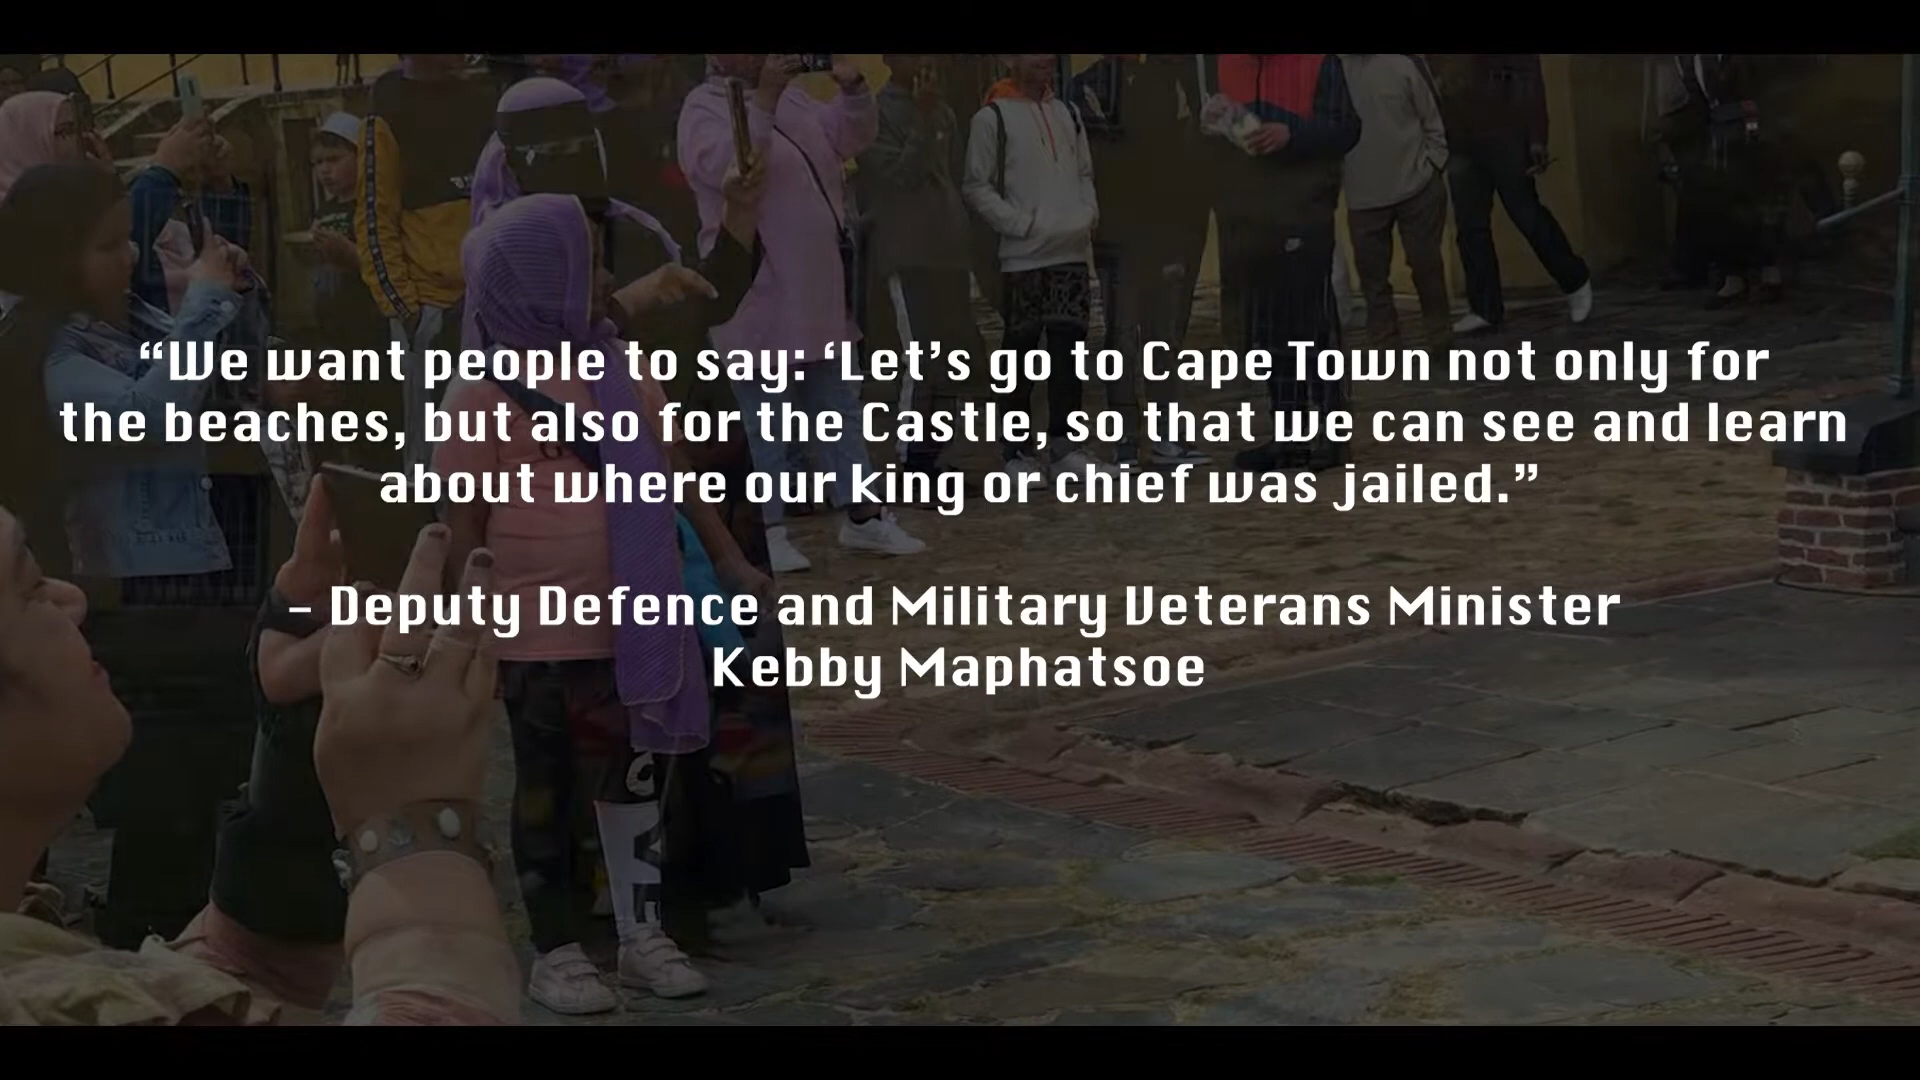 “We want people to say: ‘Let’s go to Cape Town not only for
the beaches, but also for the Castle, so that we can see and learn
about where our king or chief was jailed.”
– Deputy Defence and Military Veterans Minister
Kebby Maphatsoe